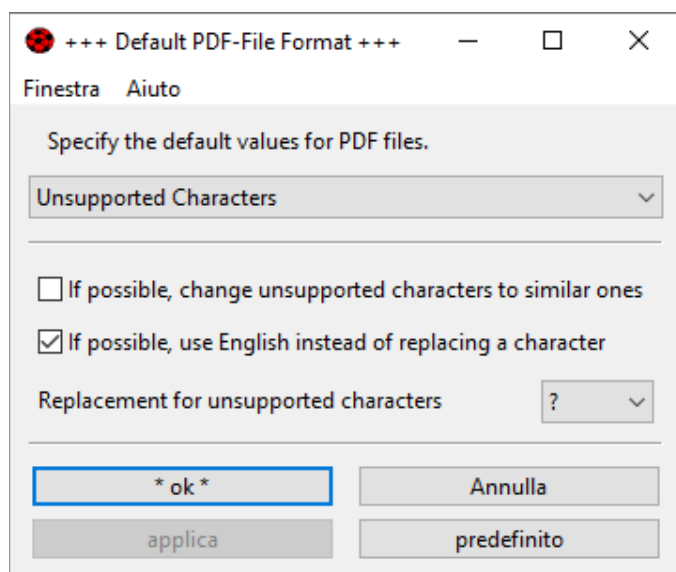 +++ Default PDF-File Format +++
Finestra Aiuto
Specify the default values for PDF files.
Unsupported Characters
If possible, change unsupported characters to similar ones
If possible, use English instead of replacing a character
Replacement for unsupported characters ?
* ok * Annulla
applica predefinito